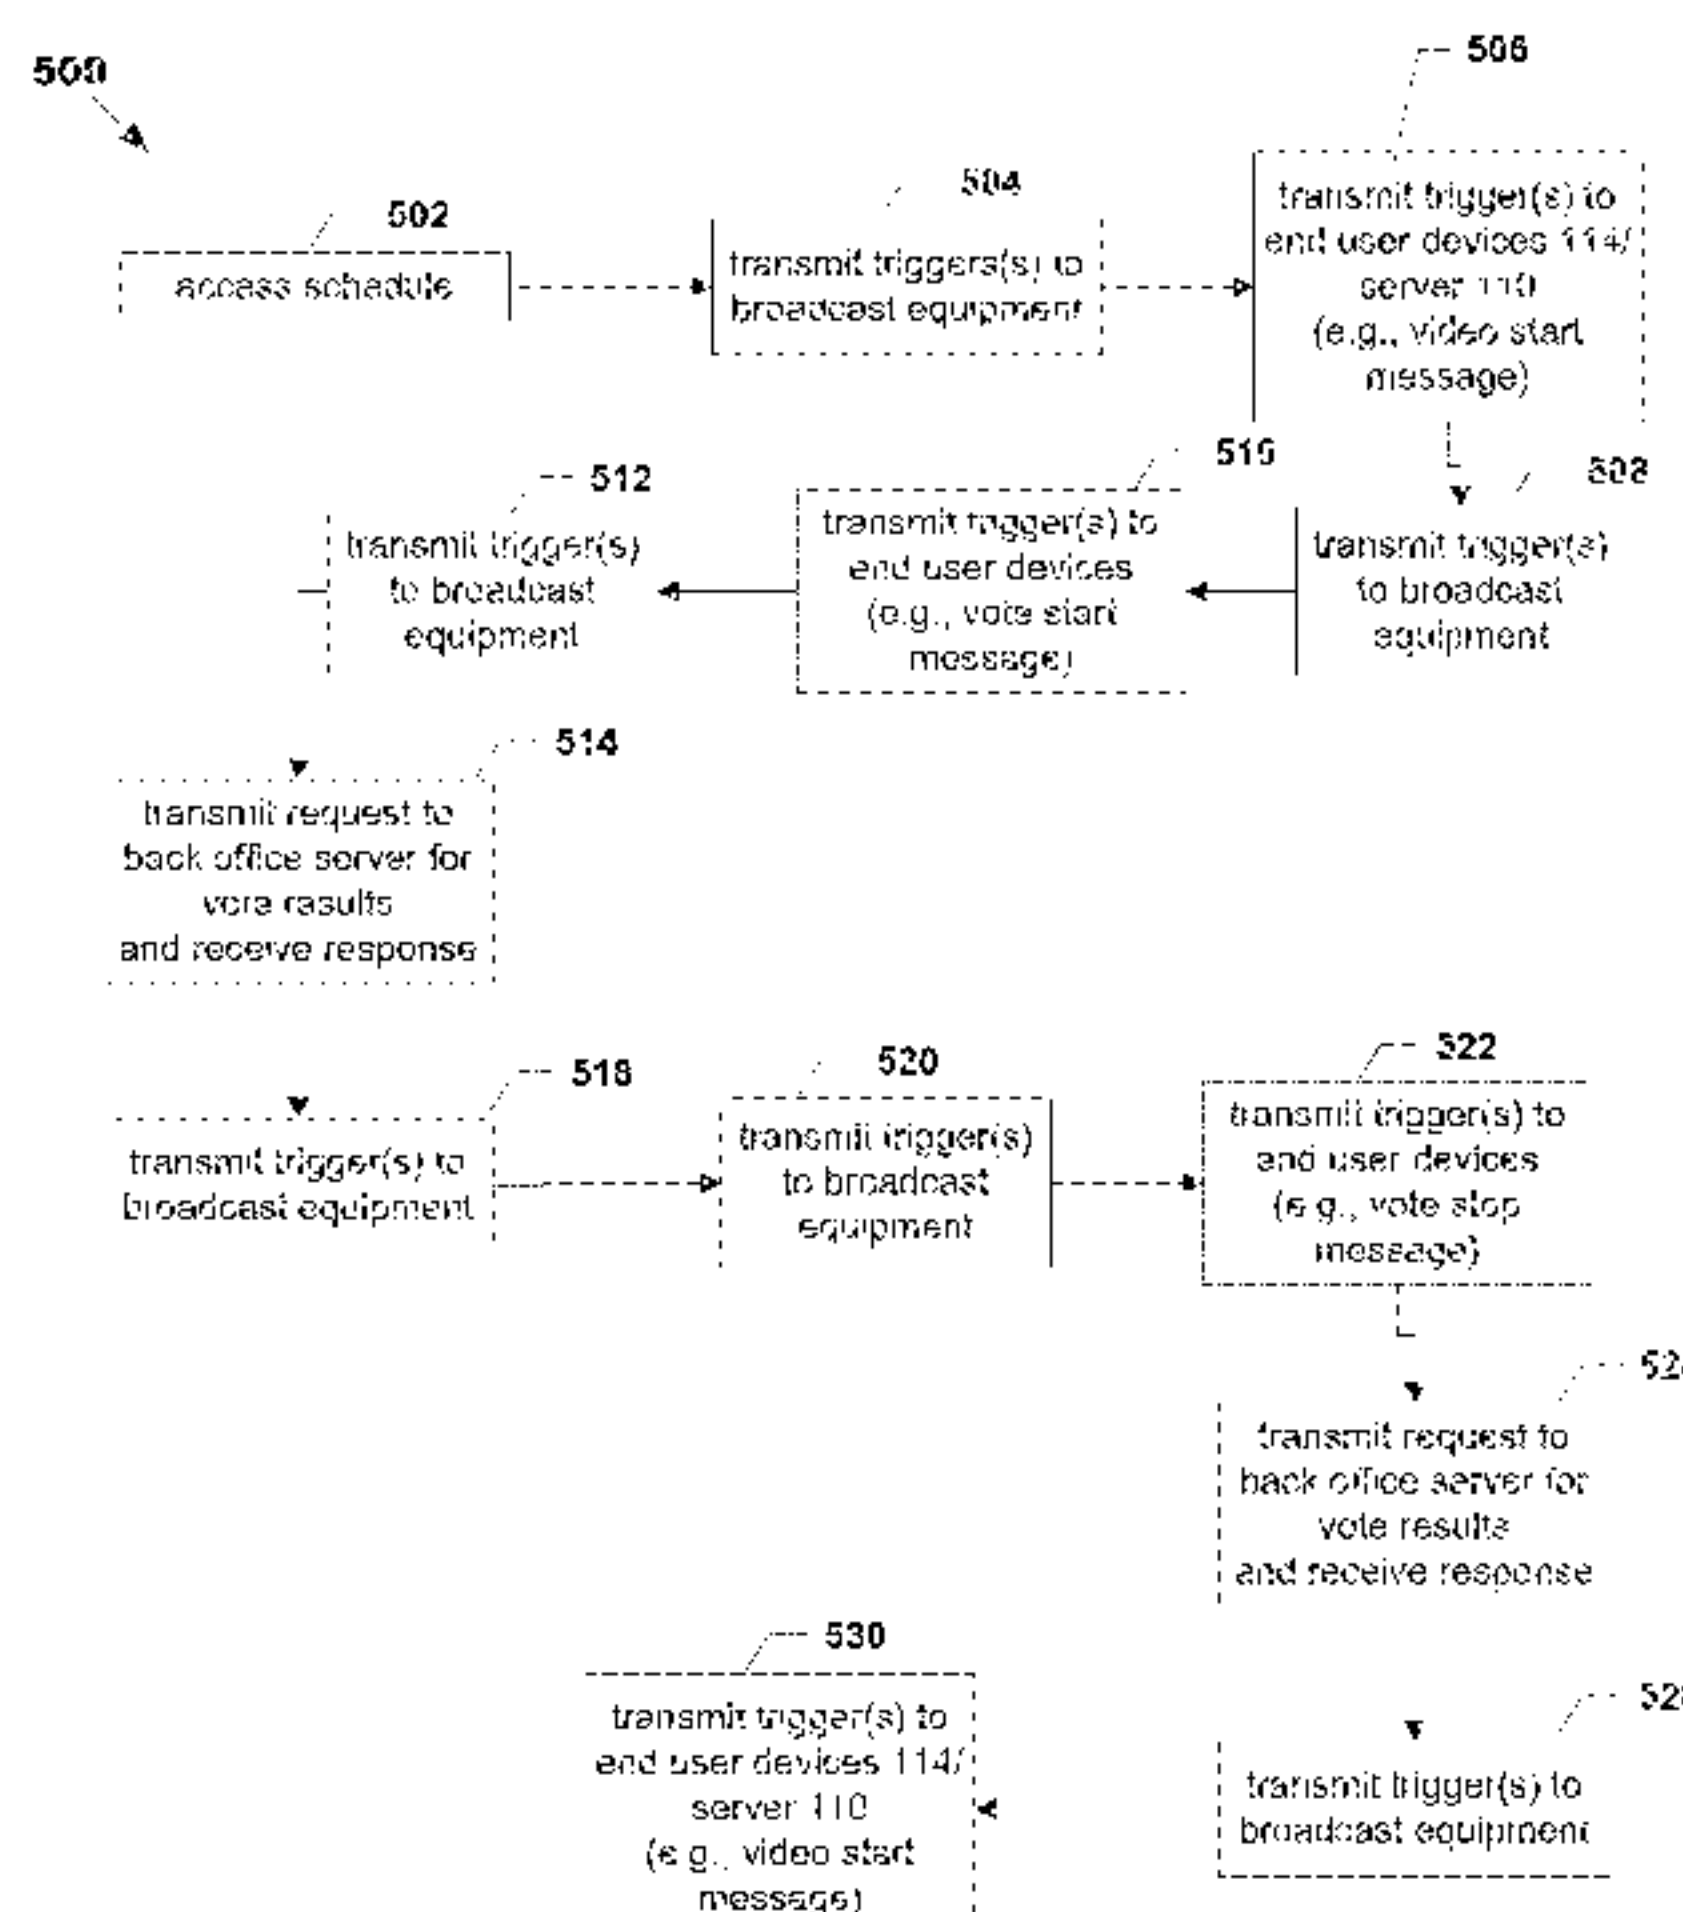 500
502
access schedule
504
transmit triggers(s) to
broadcast equipment
506
transmit trigger(s) to
end user devices 114/
server 110
(e.g., video start
message)
508
transmit trigger(s)
to broadcast
equipment
510
transmit trigger(s) to
end user devices
(e.g., vote start
message)
512
transmit trigger(s)
to broadcast
equipment
514
transmit request to
back office server for
vote results
and receive response
518
transmit trigger(s) to
broadcast equipment
520
transmit trigger(s)
to broadcast
equipment
522
transmit trigger(s) to
end user devices
(e.g., vote stop
message)
transmit request to
back office server for
vote results
and receive response
transmit trigger(s) to
broadcast equipment
530
transmit trigger(s) to
end user devices 114/
server 110
(e.g., video start
message)